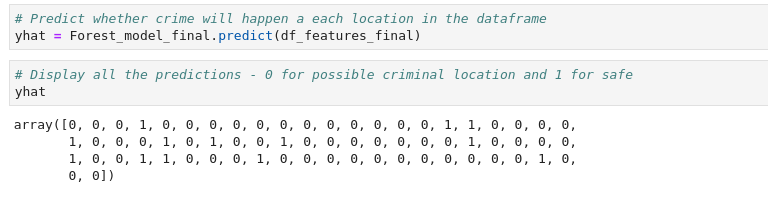 # Predict whether crime will happen a each location in the dataframe
yhat = Forest_model_final.predict(df_features_final)
# Display all the predictions - 0 for possible criminal location and 1 for safe
yhat
array([0, 0, 0, 1, 0, 0, 0, 0, 0, 0, 0, 0, 0, 0, 0, 0, 1, 1, 0, 0, 0, 0,
1, 0, 0, 0, 1, 0, 1, 0, 0, 1, 0, 0, 0, 0, 0, 0, 0, 1, 0, 0, 0, 0,
1, 0, 0, 1, 1, 0, 0, 0, 1, 0, 0, 0, 0, 0, 0, 0, 0, 0, 0, 0, 1, 0,
0, 0])